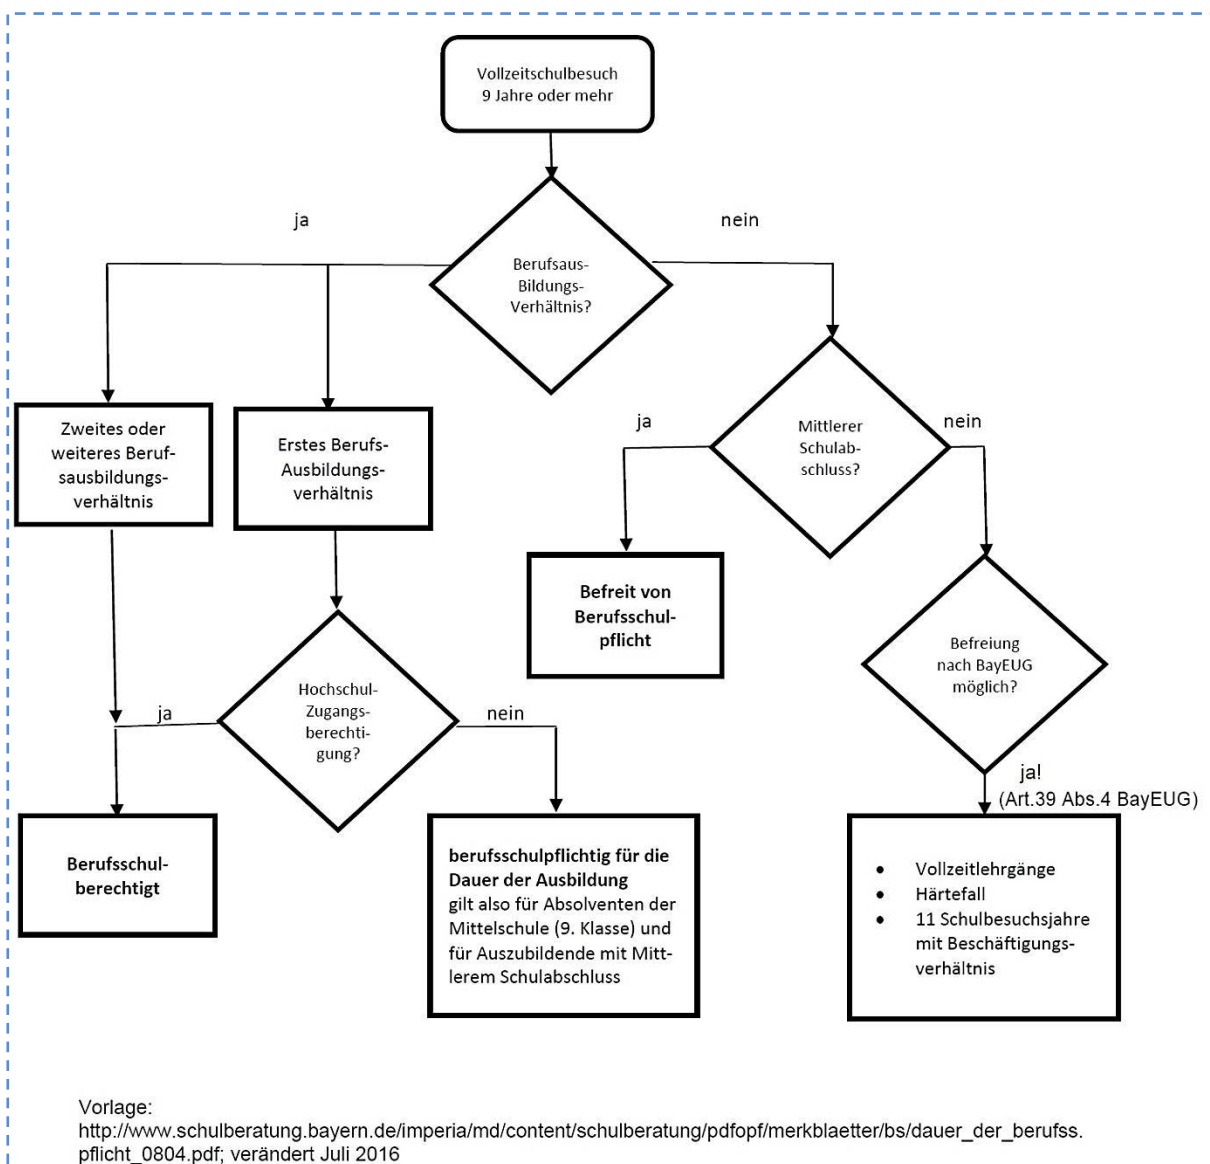 Vollzeitschulbesuch
9 Jahre oder mehr
ja
nein
Berufsaus-
Bildungs-
Verhältnis?
Zweites oder
weiteres Beruf-
sausbildungs-
verhältnis
Erstes Berufs-
Ausbildungs-
verhältnis
ja
Mittlerer
Schulab-
schluss?
nein
Befreit von
Berufsschul-
pflicht
Befreiung
nach BayEUG
möglich?
ja
Hochschul-
Zugangs-
berechti-
gung?
nein
ja!
(Art.39 Abs.4 BayEUG)
Berufsschul-
berechtigt
berufsschulpflichtig für die
Dauer der Ausbildung
gilt also für Absolventen der
Mittelschule (9. Klasse) und
für Auszubildende mit Mitt-
lerem Schulabschluss
• Vollzeitlehrgänge
• Härtefall
• 11 Schulbesuchsjahre
mit Beschäftigungs-
verhältnis
Vorlage:
http://www.schulberatung.bayern.de/imperia/md/content/schulberatung/pdfopf/merkblaetter/bs/dauer_der_berufss.
pflicht_0804.pdf; verändert Juli 2016